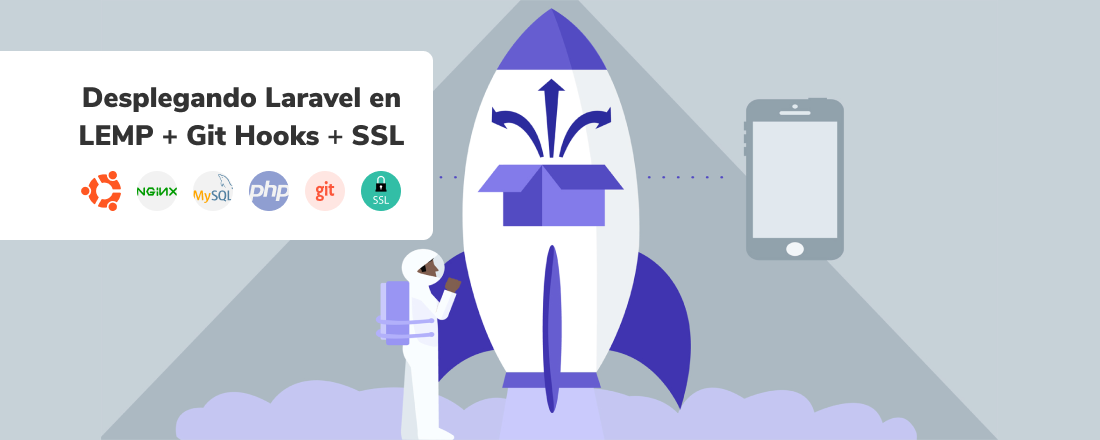 Desplegando Laravel en
LEMP + Git Hooks + SSL
NGINX
MySQL
php
git
SSL